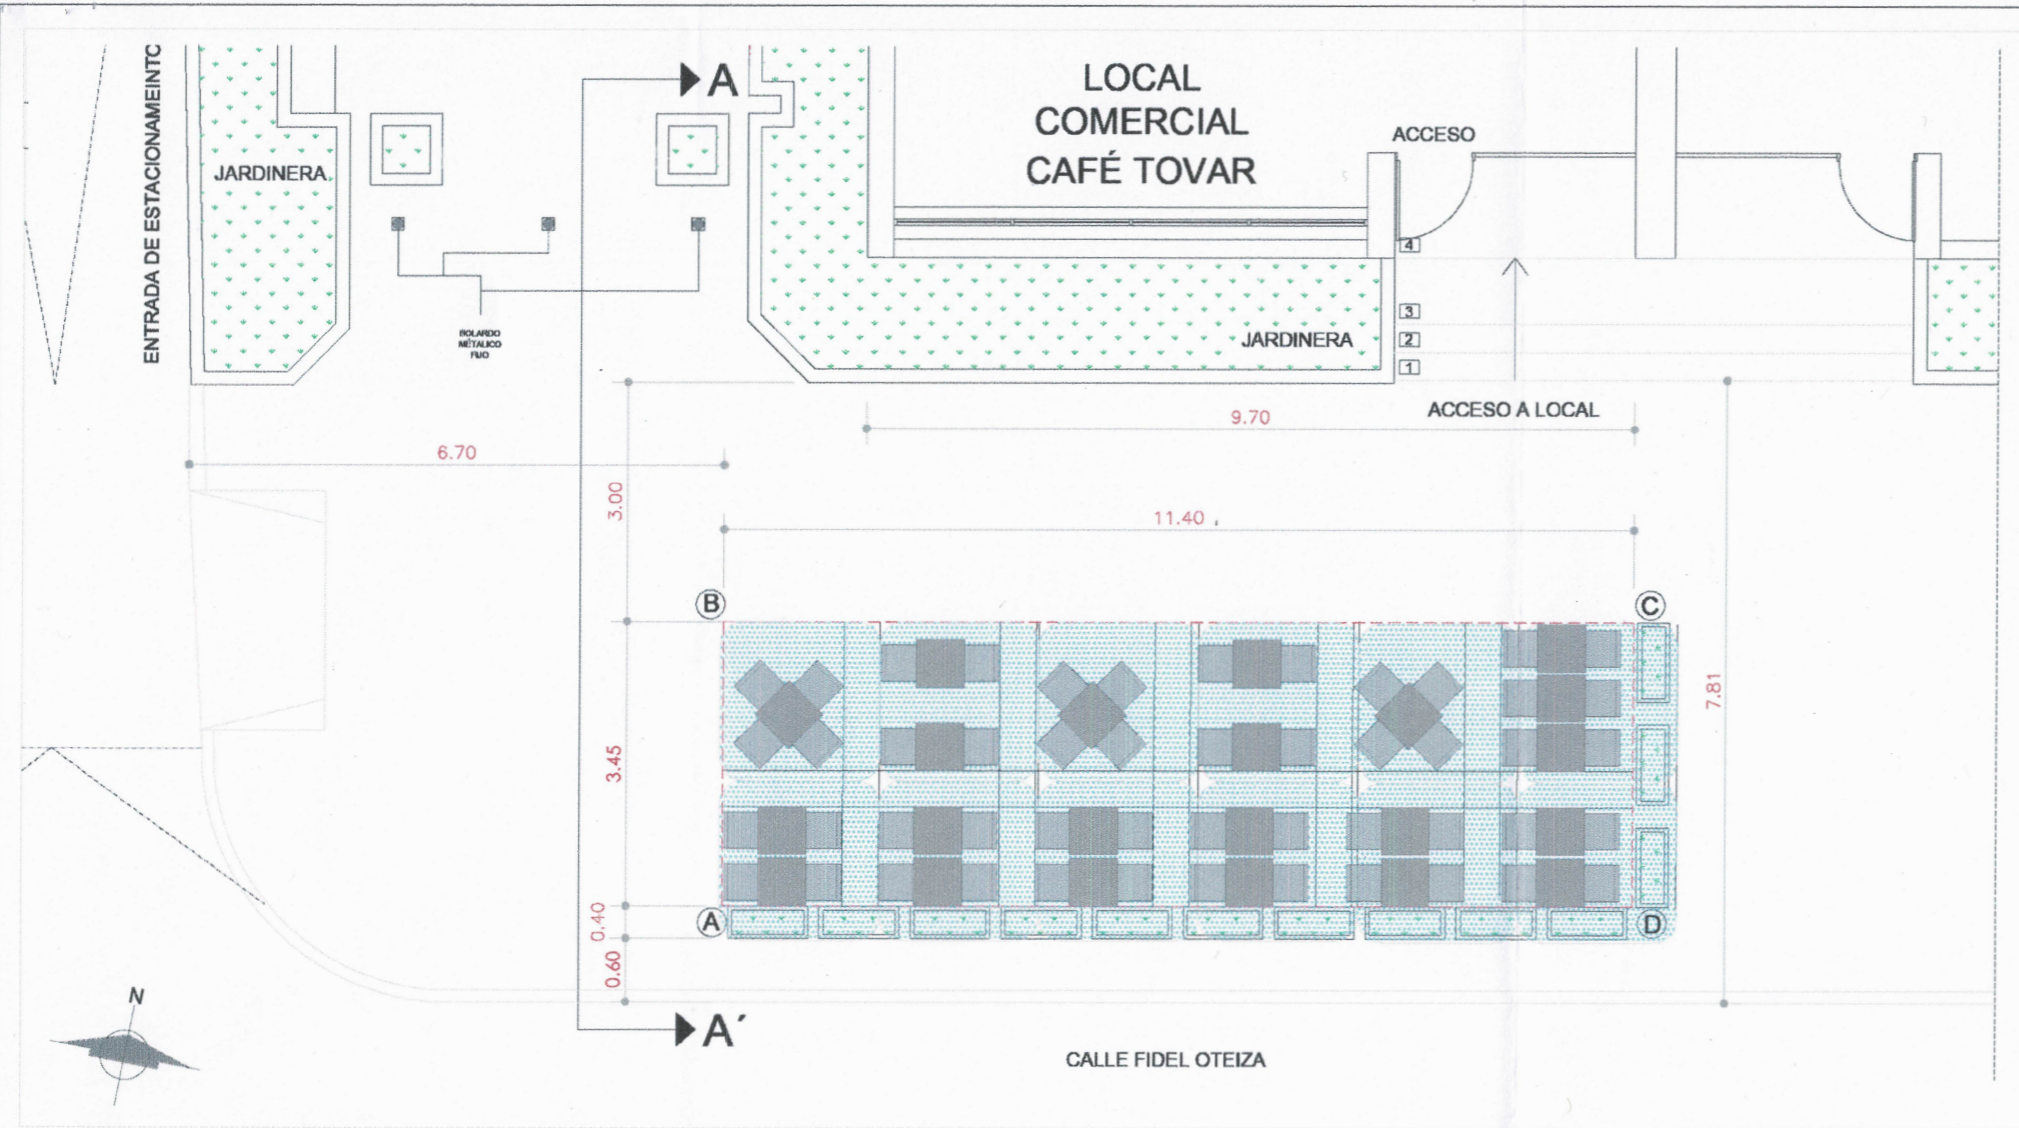 ENTRADA DE ESTACIONAMEINTO
JARDINERA
A
LOCAL
COMERCIAL
CAFÉ TOVAR
ACCESO
4
3
2
1
JARDINERA
BOLARDO
MÉTALICO
FIJO
ACCESO A LOCAL
9.70
6.70
3.00
11.40
B
C
7.81
3.45
A
D
0.40
0.60
N
A´
CALLE FIDEL OTEIZA